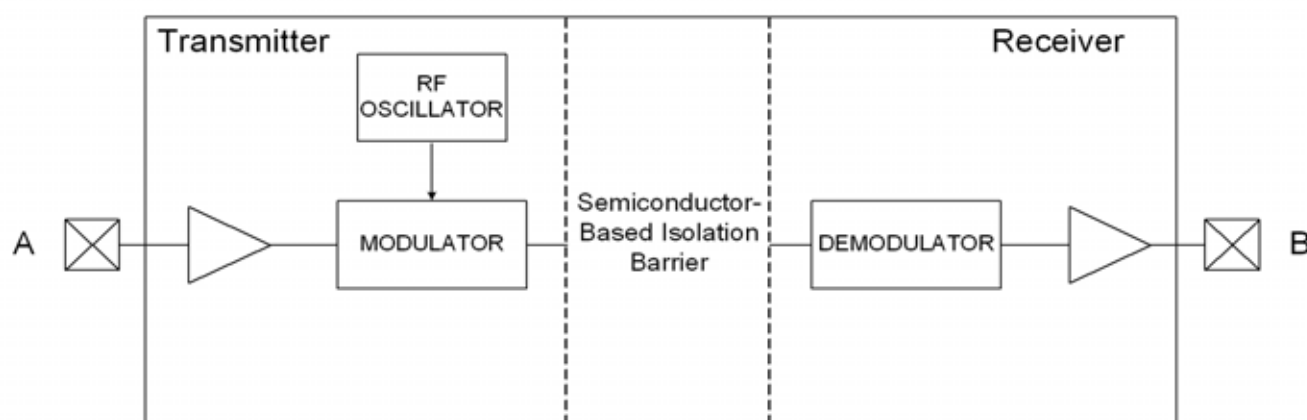 Transmitter
Receiver
RF
OSCILLATOR
A
MODULATOR
Semiconductor-
Based Isolation
Barrier
DEMODULATOR
B